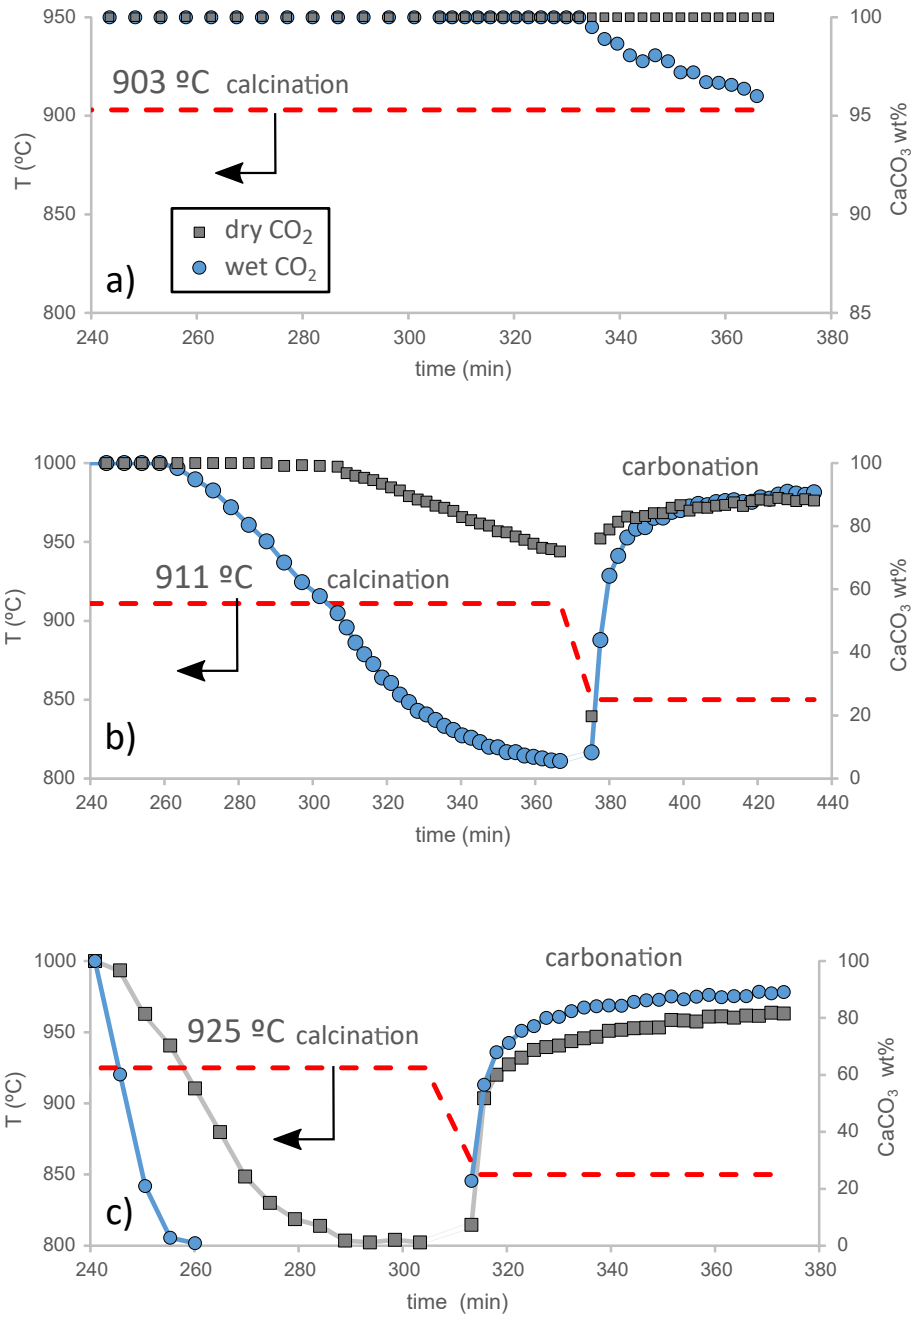 950
900
850
800
T (ºC)
903 ºC calcination
dry CO2
wet CO2
a)
100
95
90
85
CaCO3 wt%
240 260 280 300 320 340 360 380
time (min)
1000
950
900
850
800
T (ºC)
carbonation
911 ºC calcination
b)
100
80
60
40
20
0
CaCO3 wt%
240 260 280 300 320 340 360 380 400 420 440
time (min)
1000
950
900
850
800
T (ºC)
carbonation
925 ºC calcination
c)
100
80
60
40
20
0
CaCO3 wt%
240 260 280 300 320 340 360 380
time (min)